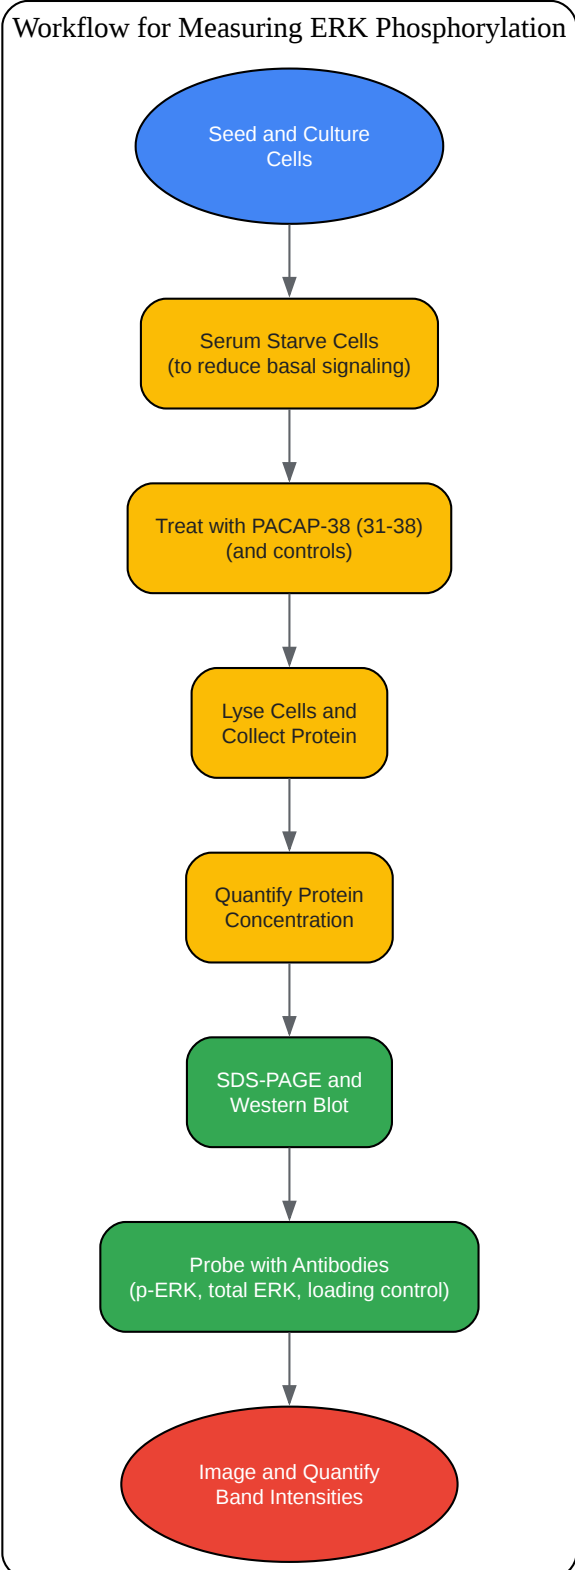 Workflow for Measuring ERK Phosphorylation
Seed and Culture
Cells
Serum Starve Cells
(to reduce basal signaling)
Treat with PACAP-38 (31-38)
(and controls)
Lyse Cells and
Collect Protein
Quantify Protein
Concentration
SDS-PAGE and
Western Blot
Probe with Antibodies
(p-ERK, total ERK, loading control)
Image and Quantify
Band Intensities